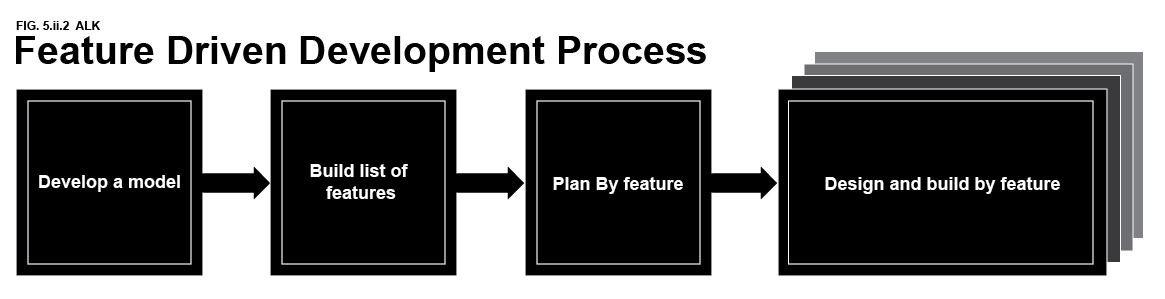 FIG. 5.ii.2 ALK
Feature Driven Development Process
Develop a model
Build list of
features
Plan By feature
Design and build by feature